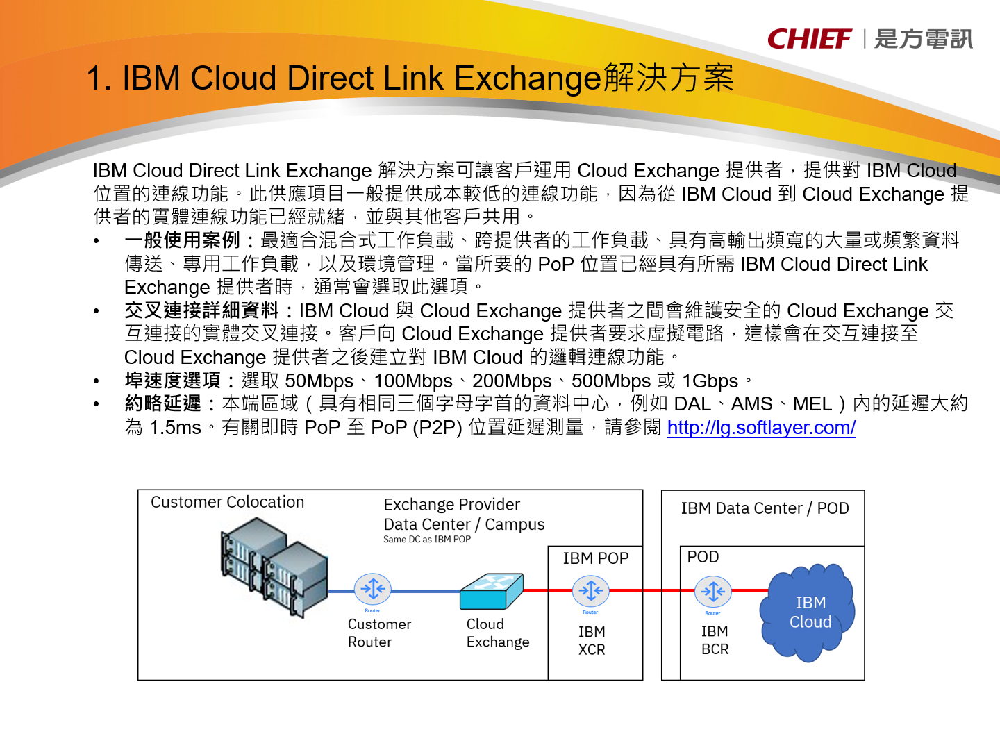 CHIEF | 是方電訊
1. IBM Cloud Direct Link Exchange解決方案
IBM Cloud Direct Link Exchange 解決方案可讓客戶運用 Cloud Exchange 提供者，提供對 IBM Cloud
位置的連線功能。此供應項目一般提供成本較低的連線功能，因為從 IBM Cloud 到 Cloud Exchange 提
供者的實體連線功能已經就緒，並與其他客戶共用。
• 一般使用案例：最適合混合式工作負載、跨提供者的工作負載、具有高輸出頻寬的大量或頻繁資料
傳送、專用工作負載，以及環境管理。當所要的 PoP 位置已經具有所需 IBM Cloud Direct Link
Exchange 提供者時，通常會選取此選項。
• 交叉連接詳細資料：IBM Cloud 與 Cloud Exchange 提供者之間會維護安全的 Cloud Exchange 交
互連接的實體交叉連接。客戶向 Cloud Exchange 提供者要求虛擬電路，這樣會在交互連接至
Cloud Exchange 提供者之後建立對 IBM Cloud 的邏輯連線功能。
• 埠速度選項：選取 50Mbps、100Mbps、200Mbps、500Mbps 或 1Gbps。
• 約略延遲：本端區域（具有相同三個字母字首的資料中心，例如 DAL、AMS、MEL）內的延遲大約
為 1.5ms。有關即時 PoP 至 PoP (P2P) 位置延遲測量，請參閱 http://lg.softlayer.com/
Customer Colocation
Exchange Provider
Data Center / Campus
Same DC as IBM POP
IBM Data Center / POD
IBM POP
POD
Router
Router
Router
Customer
Router
Cloud
Exchange
IBM
XCR
IBM
BCR
IBM
Cloud